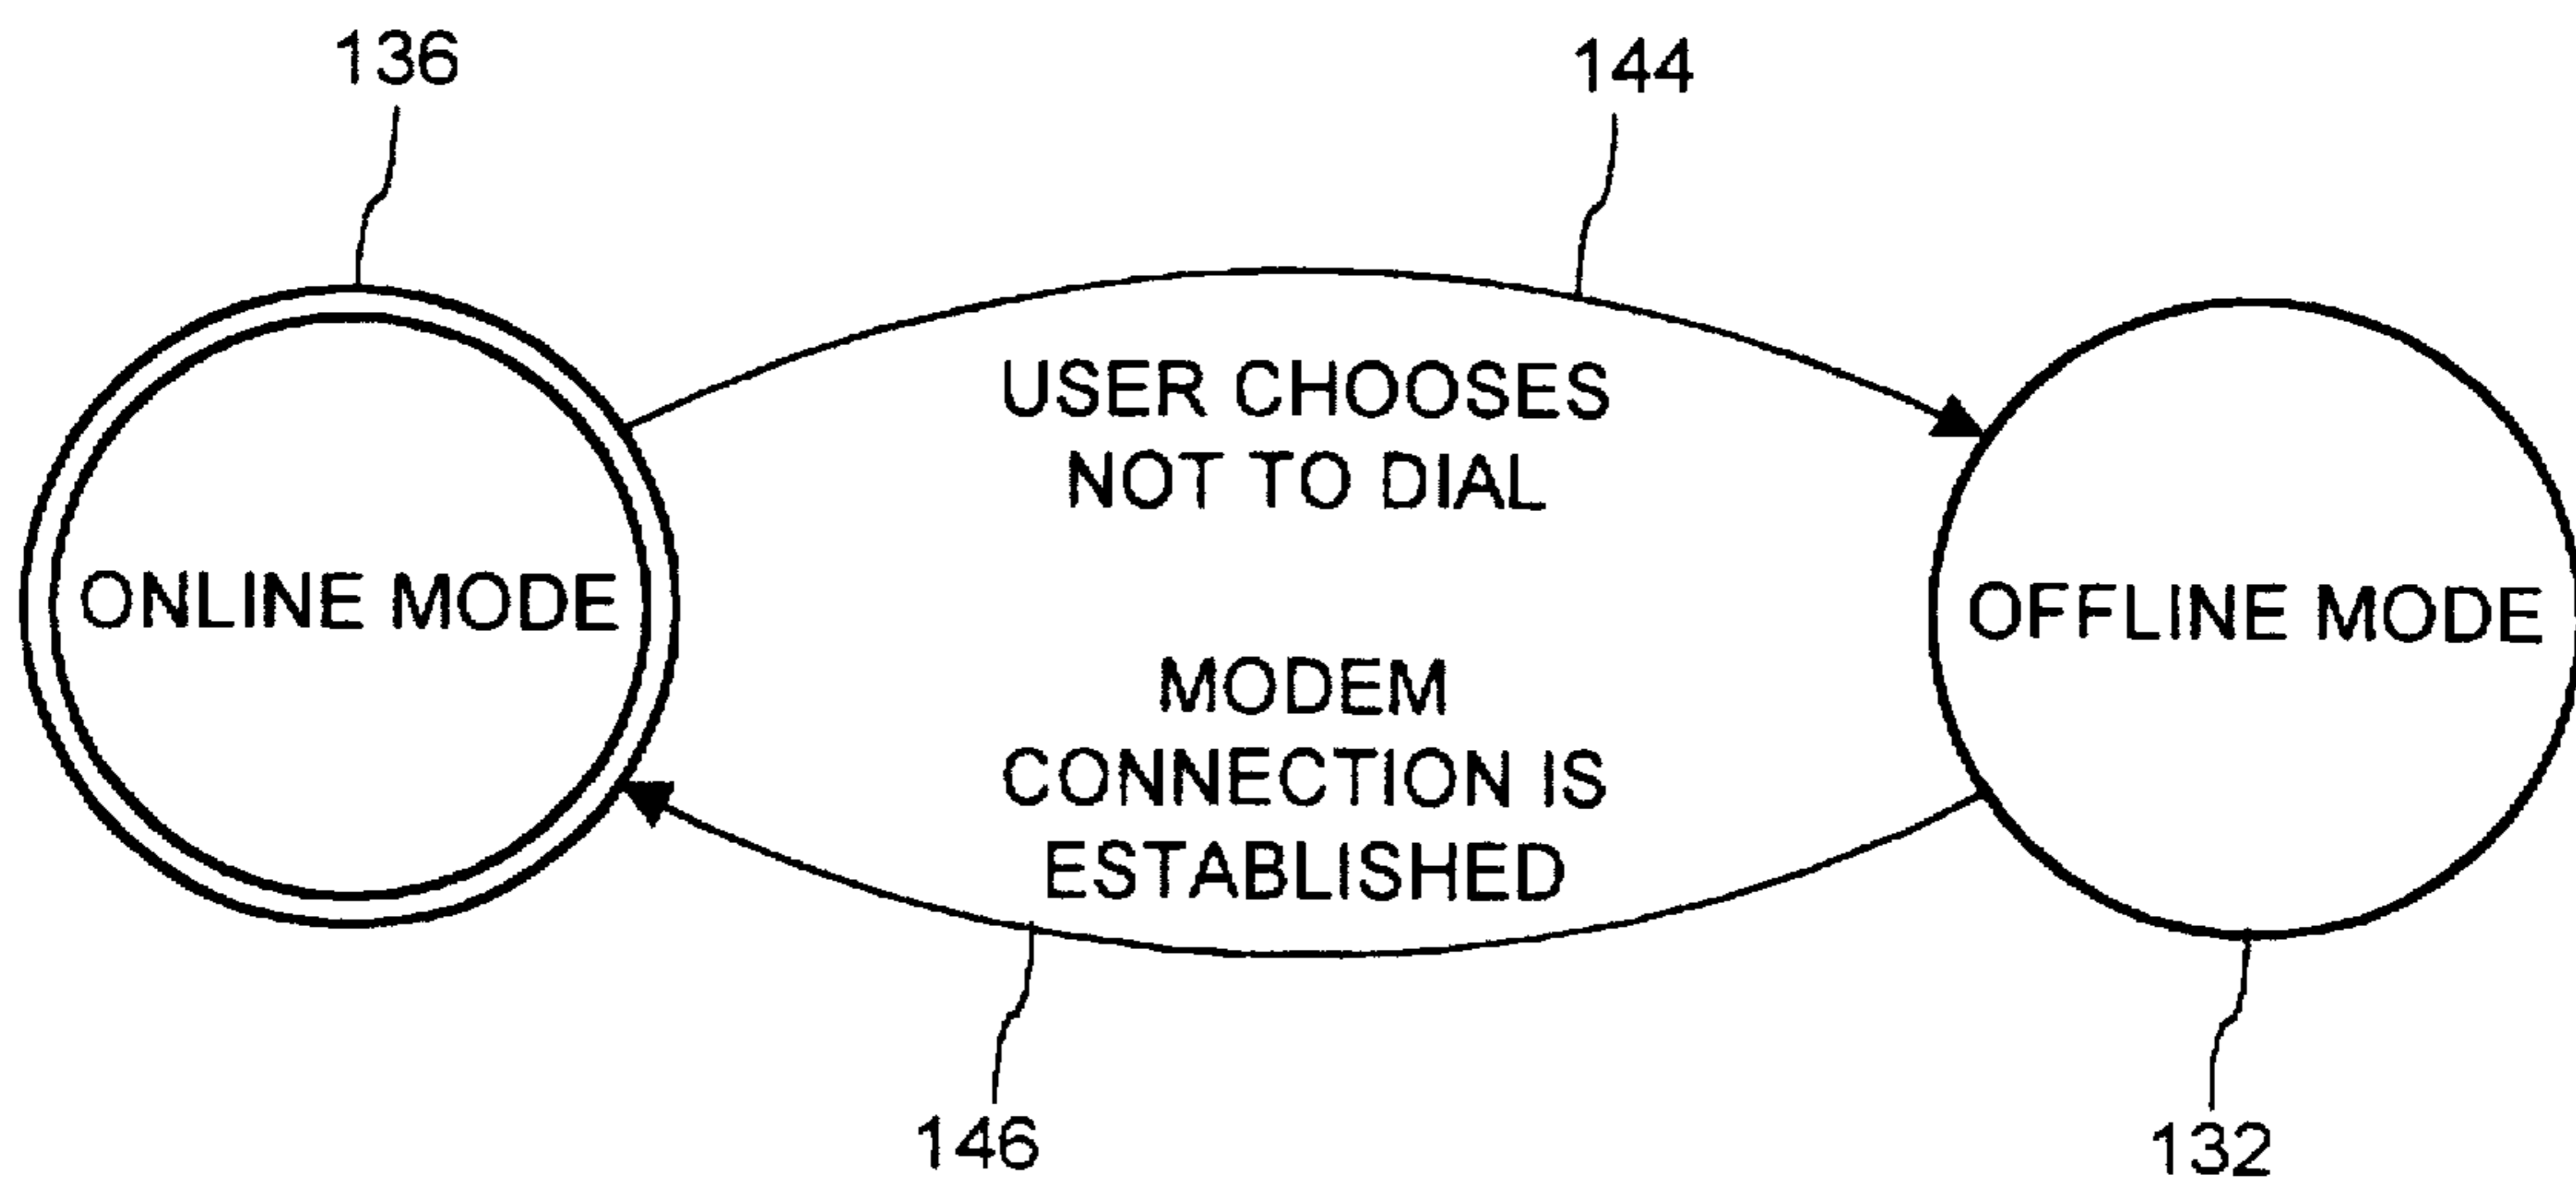 136
144
USER CHOOSES
NOT TO DIAL
ONLINE MODE
OFFLINE MODE
MODEM
CONNECTION IS
ESTABLISHED
146
132